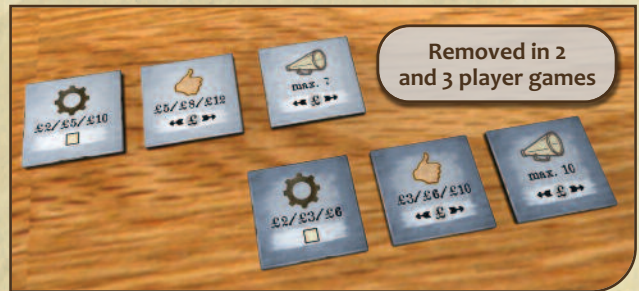 Removed in 2
and 3 player games
£2/£5/£10
£5/£8/£12
£
max. 7
£
£2/£3/£6
£3/£6/£10
£
max. 10
£